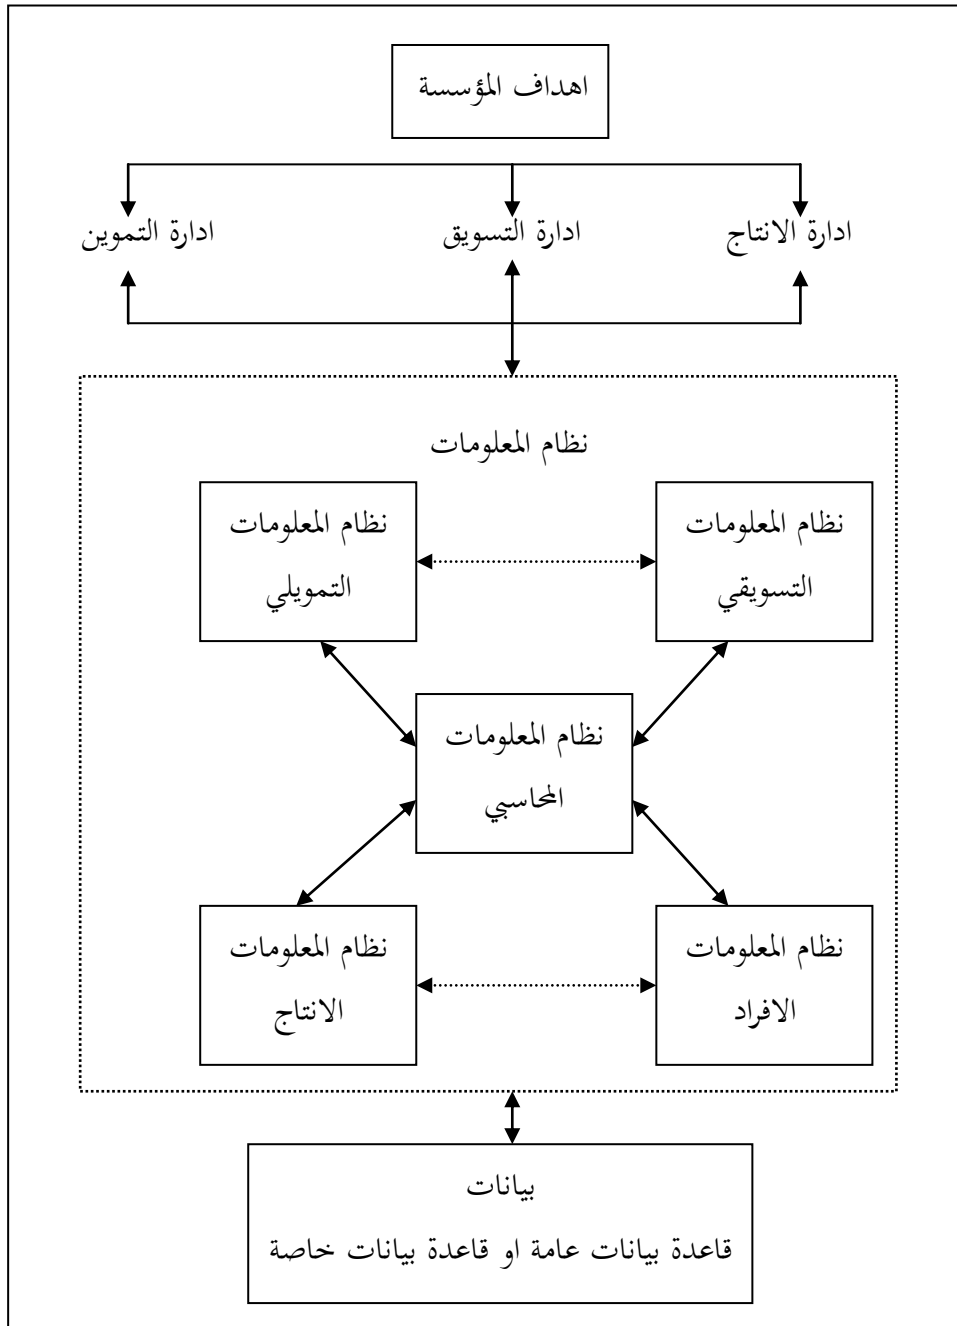 اهداف المؤسسة
ادارة الانتاج
ادارة التسويق
ادارة التموين
نظام المعلومات
نظام المعلومات
التسويقي
نظام المعلومات
التمويلي
نظام المعلومات
المحاسبي
نظام المعلومات
الافراد
نظام المعلومات
الانتاج
بيانات
قاعدة بيانات عامة او قاعدة بيانات خاصة